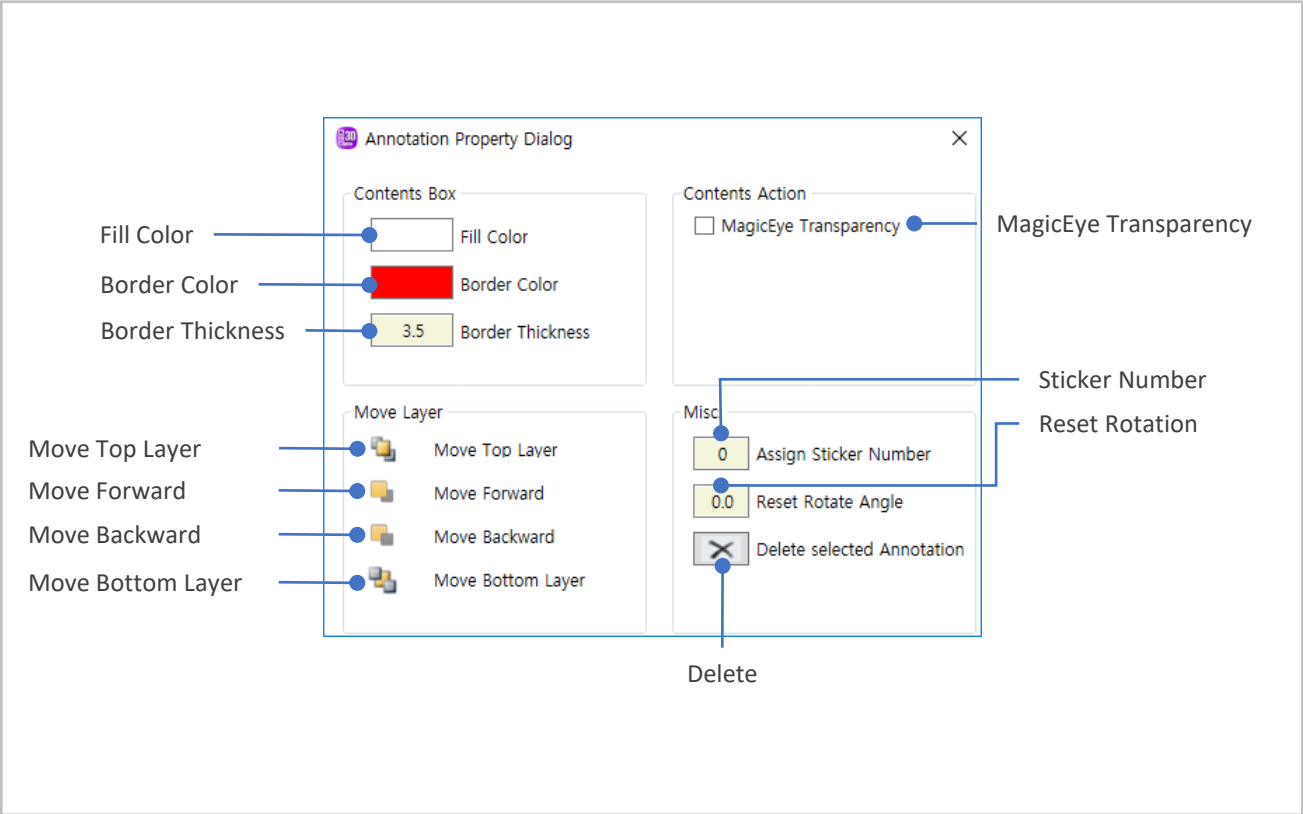 Annotation Property Dialog
Contents Box
Fill Color
Fill Color
Border Color
Border Color
Border Thickness
3.5
Border Thickness
Contents Action
MagicEye Transparency
MagicEye Transparency
Move Layer
Move Top Layer
Move Top Layer
Move Forward
Move Forward
Move Backward
Move Backward
Move Bottom Layer
Move Bottom Layer
Misc
Sticker Number
0 Assign Sticker Number
Reset Rotation
0.0 Reset Rotate Angle
Delete selected Annotation
Delete